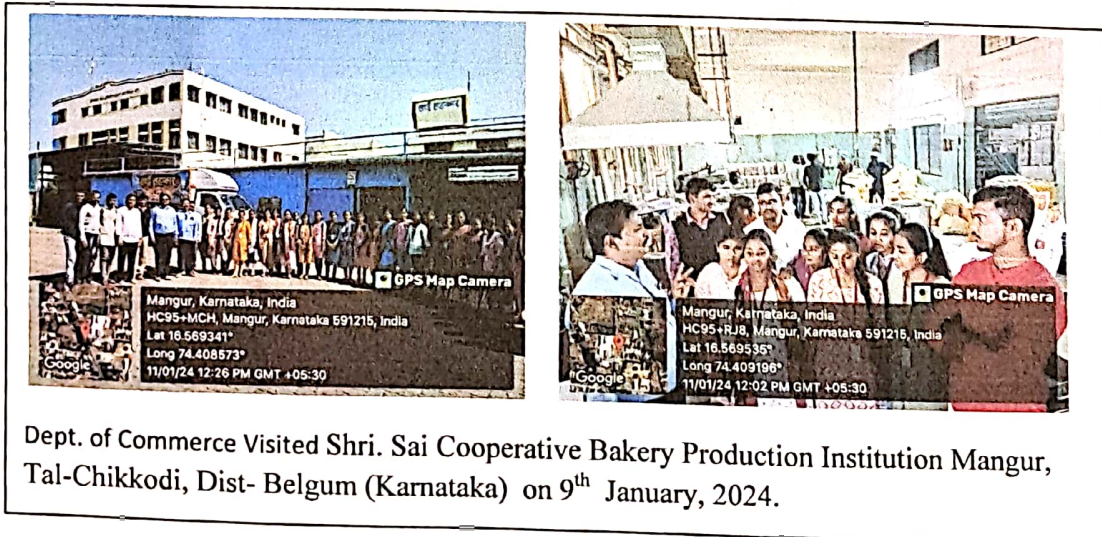 GPS Map Camera
Mangur, Karnataka, India
HC95+MCH, Mangur, Karnataka 591215, India
Lat 16.569341°
Long 74.408573°
11/01/24 12:26 PM GMT +05:30
Google
GPS Map Camera
Mangur, Karnataka, India
HC95+RJ8, Mangur, Karnataka 591215, India
Lat 16.569535°
Long 74.409196°
11/01/24 12:02 PM GMT +05:30
Google
Dept. of Commerce Visited Shri. Sai Cooperative Bakery Production Institution Mangur,
Tal-Chikkodi, Dist- Belgum (Karnataka) on 9th January, 2024.